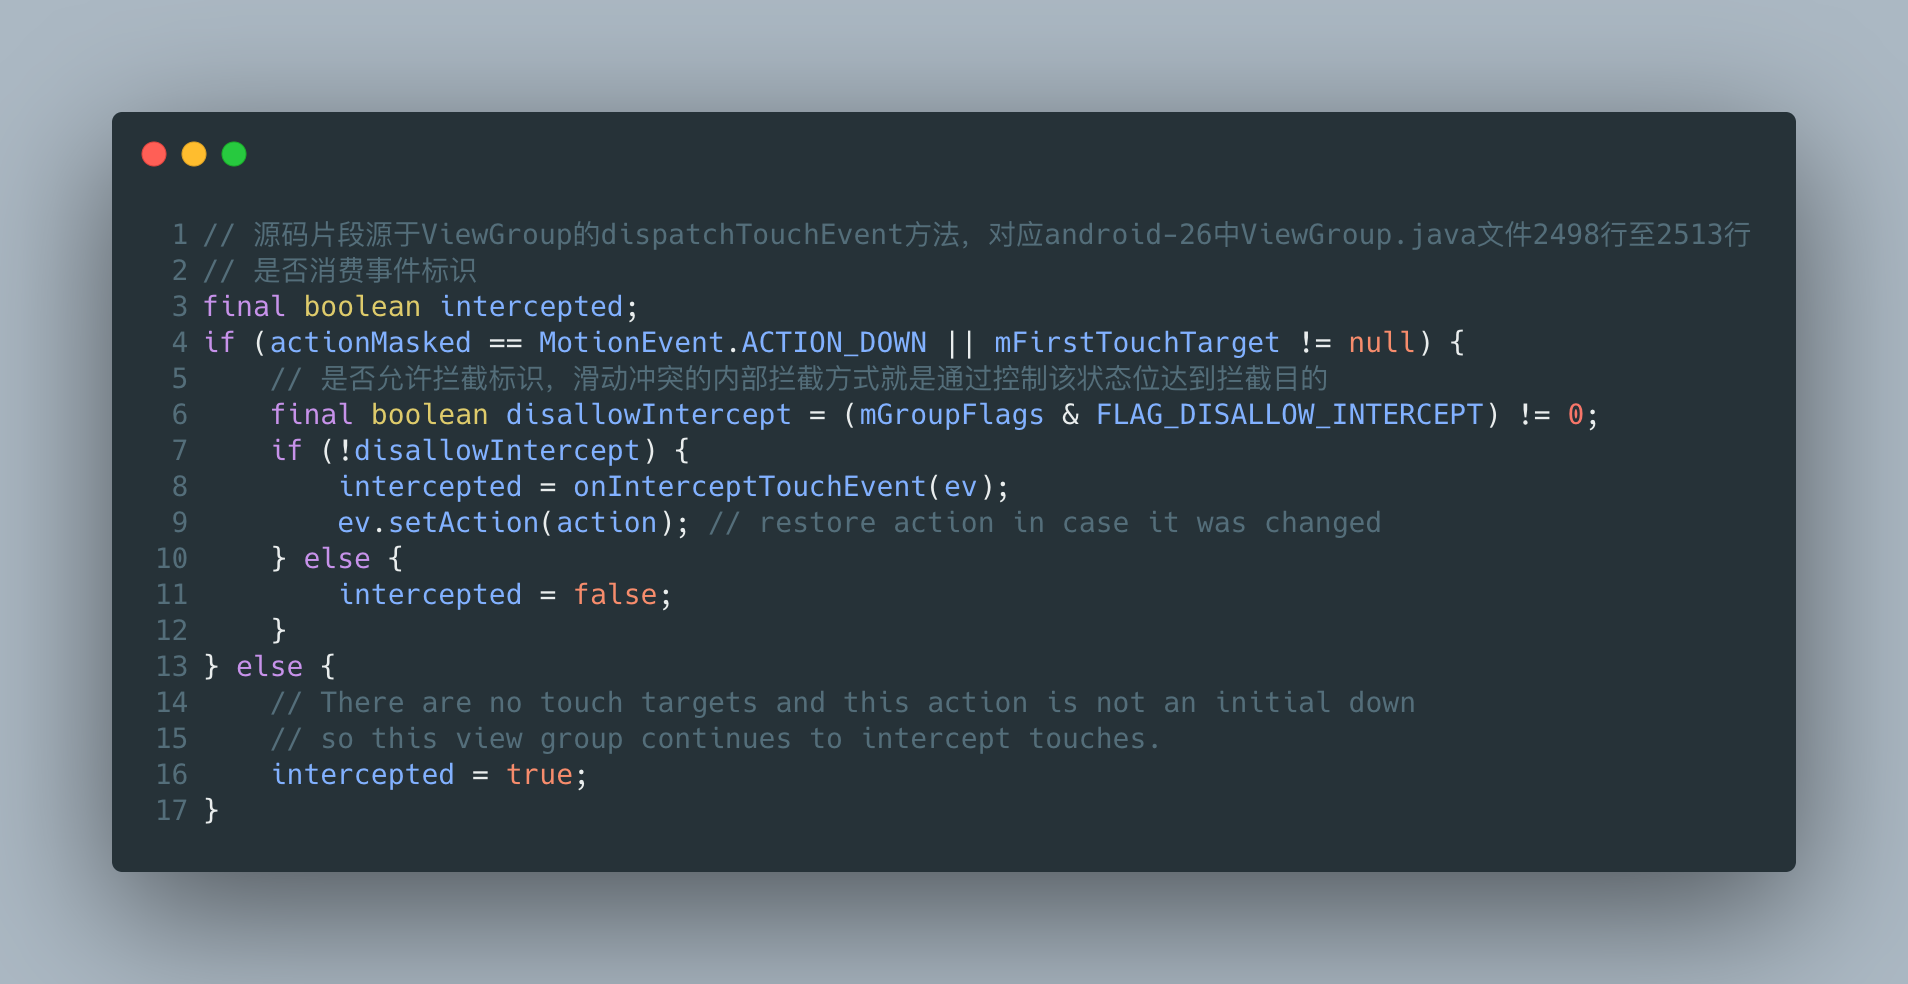 1 // 源码片段源于ViewGroup的dispatchTouchEvent方法，对应android-26中ViewGroup.java文件2498行至2513行
2 // 是否消费事件标识
3 final boolean intercepted;
4 if (actionMasked == MotionEvent.ACTION_DOWN || mFirstTouchTarget != null) {
5     // 是否允许拦截标识，滑动冲突的内部拦截方式就是通过控制该状态位达到拦截目的
6     final boolean disallowIntercept = (mGroupFlags & FLAG_DISALLOW_INTERCEPT) != 0;
7     if (!disallowIntercept) {
8         intercepted = onInterceptTouchEvent(ev);
9         ev.setAction(action); // restore action in case it was changed
10     } else {
11         intercepted = false;
12     }
13 } else {
14     // There are no touch targets and this action is not an initial down
15     // so this view group continues to intercept touches.
16     intercepted = true;
17 }